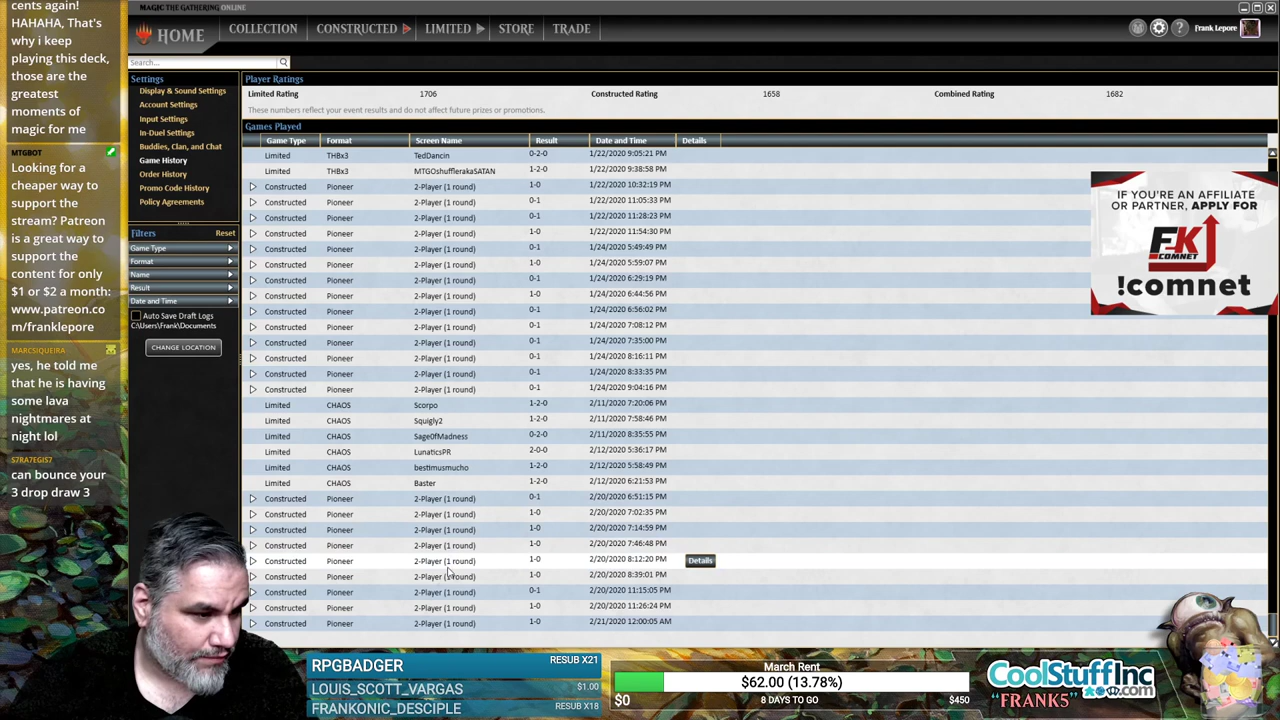 cents again!
HAHAHA, That's
why i keep
playing this deck,
those are the
greatest
moments of
magic for me
MTGBOT
Looking for a
cheaper way to
support the
stream? Patreon
is a great way to
support the
content for only
$1 or $2 a month:
www.patreon.co
m/franklepore
MARCSIQUEIRA
yes, he told me
that he is having
some lava
nightmares at
night lol
S7RA7EGIS7
can bounce your
3 drop draw 3
MAGIC THE GATHERING ONLINE
HOME COLLECTION CONSTRUCTED LIMITED STORE TRADE
Frank Lepore
Search...
Settings
Display & Sound Settings
Account Settings
Input Settings
In-Duel Settings
Buddies, Clan, and Chat
Game History
Order History
Promo Code History
Policy Agreements
Filters Reset
Game Type
Format
Name
Result
Date and Time
Auto Save Draft Logs
C:\Users\Frank\Documents
CHANGE LOCATION
Player Ratings
Limited Rating 1706 Constructed Rating 1658 Combined Rating 1682
These numbers reflect your event results and do not affect future prizes or promotions.
Games Played
Game Type Format Screen Name Result Date and Time Details
Limited THBx3 TedDancin 0-2-0 1/22/2020 9:05:21 PM
Limited THBx3 MTGOshufflerakaSATAN 1-2-0 1/22/2020 9:38:58 PM
Constructed Pioneer 2-Player (1 round) 1-0 1/22/2020 10:32:19 PM
Constructed Pioneer 2-Player (1 round) 0-1 1/22/2020 11:05:33 PM
Constructed Pioneer 2-Player (1 round) 0-1 1/22/2020 11:28:23 PM
Constructed Pioneer 2-Player (1 round) 1-0 1/22/2020 11:54:30 PM
Constructed Pioneer 2-Player (1 round) 0-1 1/24/2020 5:49:49 PM
Constructed Pioneer 2-Player (1 round) 1-0 1/24/2020 5:59:07 PM
Constructed Pioneer 2-Player (1 round) 0-1 1/24/2020 6:29:19 PM
Constructed Pioneer 2-Player (1 round) 1-0 1/24/2020 6:44:56 PM
Constructed Pioneer 2-Player (1 round) 0-1 1/24/2020 6:56:02 PM
Constructed Pioneer 2-Player (1 round) 0-1 1/24/2020 7:08:12 PM
Constructed Pioneer 2-Player (1 round) 0-1 1/24/2020 7:35:00 PM
Constructed Pioneer 2-Player (1 round) 0-1 1/24/2020 8:16:11 PM
Constructed Pioneer 2-Player (1 round) 0-1 1/24/2020 8:33:35 PM
Constructed Pioneer 2-Player (1 round) 0-1 1/24/2020 9:04:16 PM
Limited CHAOS Scorpo 1-2-0 2/11/2020 7:20:06 PM
Limited CHAOS Squigly2 1-2-0 2/11/2020 7:58:46 PM
Limited CHAOS SageOfMadness 0-2-0 2/11/2020 8:35:55 PM
Limited CHAOS LunaticsPR 2-0-0 2/12/2020 5:36:17 PM
Limited CHAOS bestimusmucho 1-2-0 2/12/2020 5:58:49 PM
Limited CHAOS Baster 1-2-0 2/12/2020 6:21:53 PM
Constructed Pioneer 2-Player (1 round) 0-1 2/20/2020 6:51:15 PM
Constructed Pioneer 2-Player (1 round) 1-0 2/20/2020 7:02:35 PM
Constructed Pioneer 2-Player (1 round) 1-0 2/20/2020 7:14:59 PM
Constructed Pioneer 2-Player (1 round) 1-0 2/20/2020 7:46:48 PM
Constructed Pioneer 2-Player (1 round) 1-0 2/20/2020 8:12:20 PM Details
Constructed Pioneer 2-Player (1 round) 1-0 2/20/2020 8:39:01 PM
Constructed Pioneer 2-Player (1 round) 0-1 2/20/2020 11:15:05 PM
Constructed Pioneer 2-Player (1 round) 1-0 2/20/2020 11:26:24 PM
Constructed Pioneer 2-Player (1 round) 1-0 2/21/2020 12:00:05 AM
IF YOU'RE AN AFFILIATE
OR PARTNER, APPLY FOR
FK
COMNET
!comnet
RPGBADGER RESUB X21
LOUIS_SCOTT_VARGAS $1.00
FRANKONIC_DESCIPLE RESUB X18
March Rent
$62.00 (13.78%)
$0 8 DAYS TO GO $450
CoolStuffInc
.com
"FRANK5"